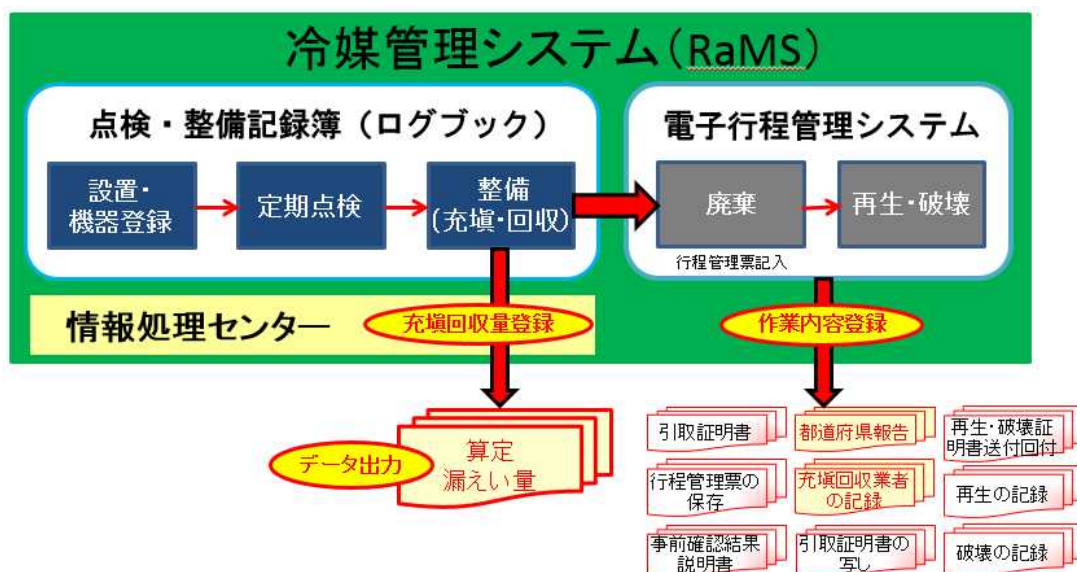 冷媒管理システム（RaMS）
点検・整備記録簿（ログブック）
設置・
機器登録
定期点検
整備
（充塡・回収）
電子行程管理システム
廃棄
再生・破壊
行程管理票記入
情報処理センター
充塡回収量登録
作業内容登録
データ出力
算定
漏えい量
引取証明書
都道府県報告
再生・破壊証
明書送付回付
行程管理票の
保存
充塡回収業者
の記録
再生の記録
事前確認結果
説明書
引取証明書の
写し
破壊の記録